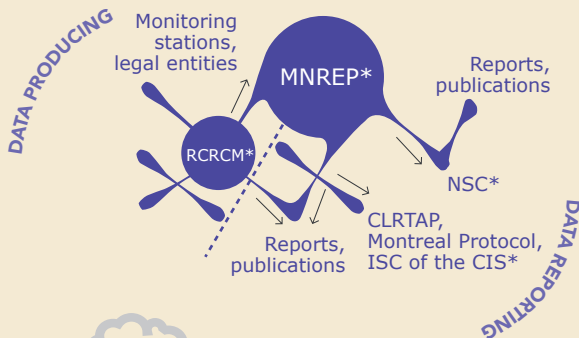 DATA PRODUCING
Monitoring
stations,
legal entities
MNREP*
Reports,
publications
RCRCM*
NSC*
Reports,
publications
CLRTAP,
Montreal Protocol,
ISC of the CIS*
DATA REPORTING